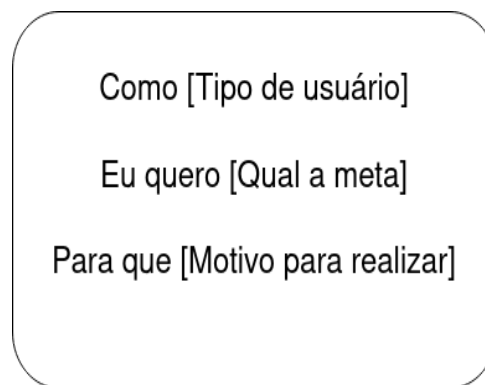 Como [Tipo de usuário]
Eu quero [Qual a meta]
Para que [Motivo para realizar]